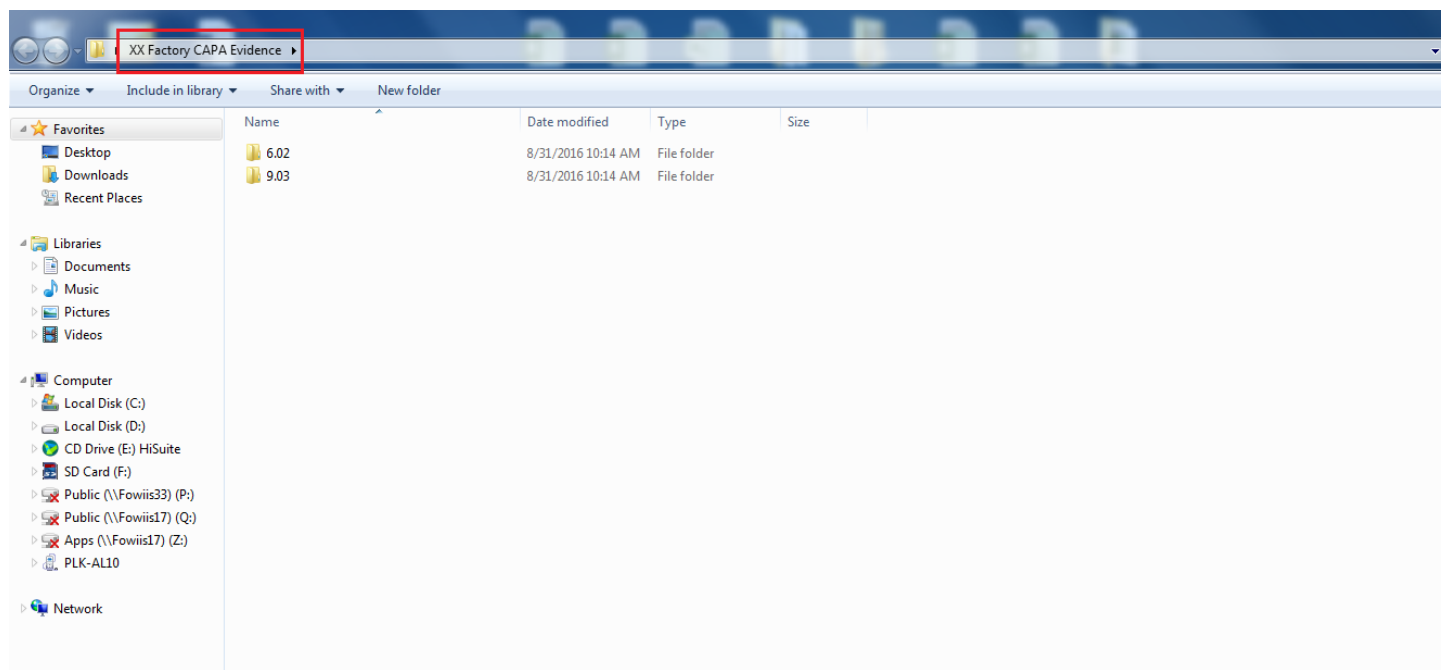 XX Factory CAPA Evidence
Organize Include in library Share with New folder
Name Date modified Type Size
6.02 8/31/2016 10:14 AM File folder
9.03 8/31/2016 10:14 AM File folder
Favorites
Desktop
Downloads
Recent Places
Libraries
Documents
Music
Pictures
Videos
Computer
Local Disk (C:)
Local Disk (D:)
CD Drive (E:) HiSuite
SD Card (F:)
Public (\\Fowiis33) (P:)
Public (\\Fowiis17) (Q:)
Apps (\\Fowiis17) (Z:)
PLK-AL10
Network